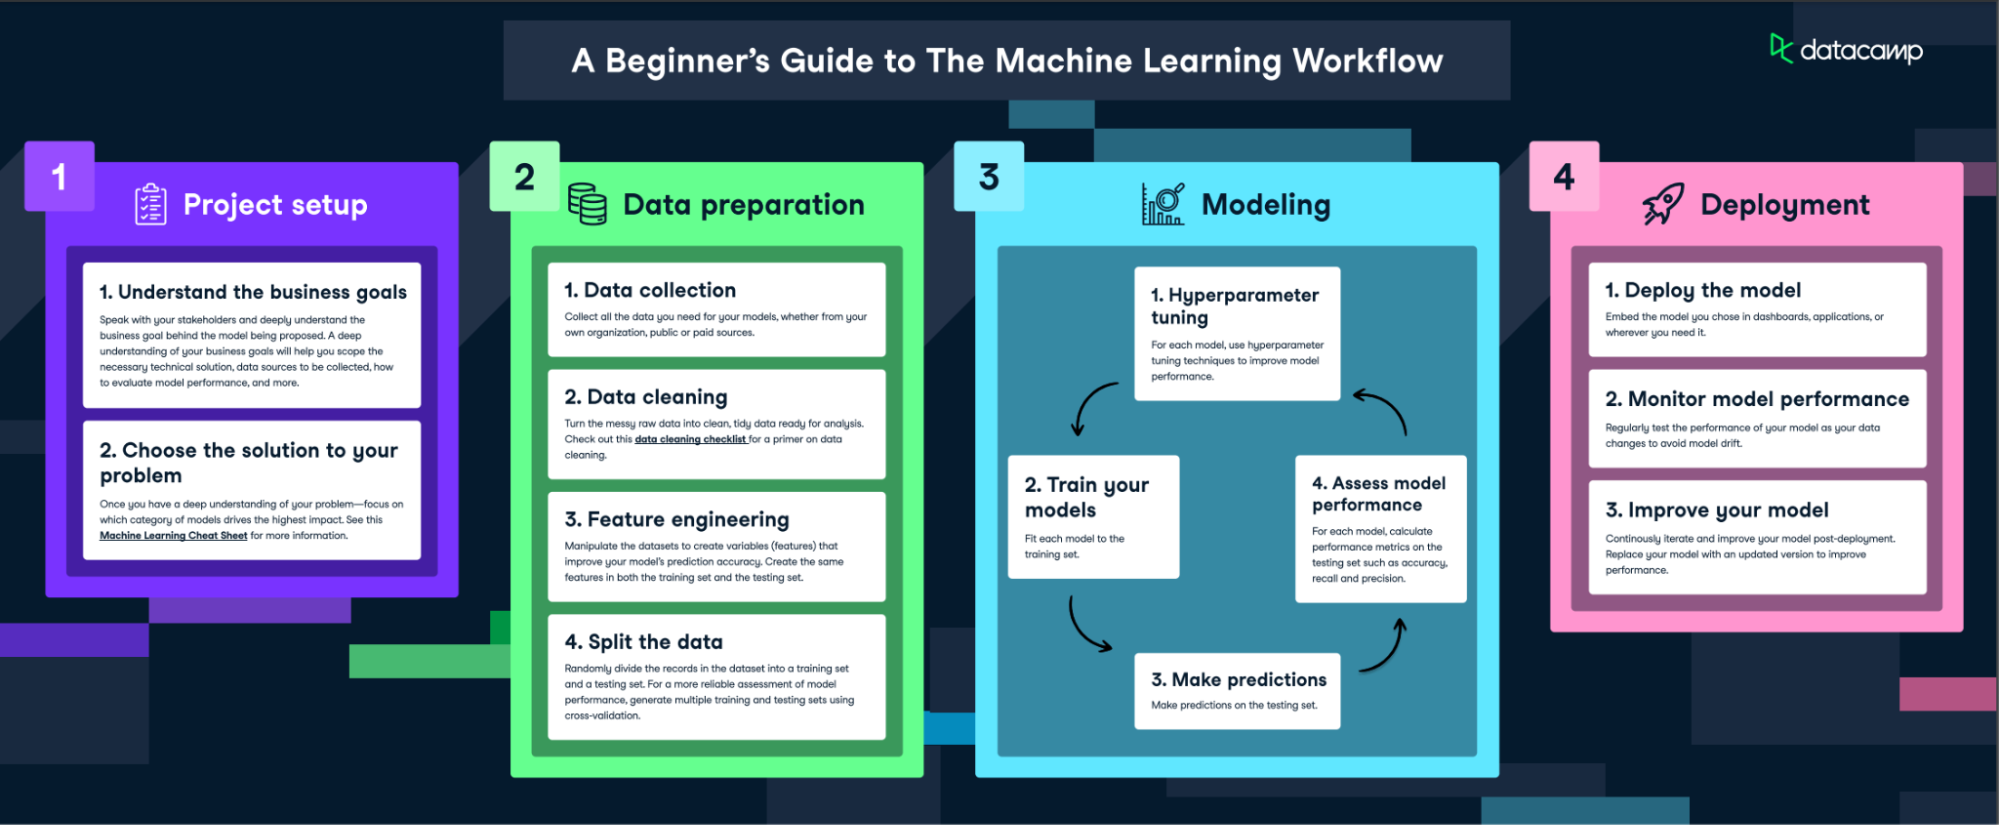 A Beginner's Guide to The Machine Learning Workflow
datacamp
1
Project setup
1. Understand the business goals
Speak with your stakeholders and deeply understand the
business goal behind the model being proposed. A deep
understanding of your business goals will help you scope the
necessary technical solution, data sources to be collected, how
to evaluate model performance, and more.
2. Choose the solution to your
problem
Once you have a deep understanding of your problem—focus on
which category of models drives the highest impact. See this
Machine Learning Cheat Sheet for more information.
2
Data preparation
1. Data collection
Collect all the data you need for your models, whether from your
own organization, public or paid sources.
2. Data cleaning
Turn the messy raw data into clean, tidy data ready for analysis.
Check out this data cleaning checklist for a primer on data
cleaning.
3. Feature engineering
Manipulate the datasets to create variables (features) that
improve your model's prediction accuracy. Create the same
features in both the training set and the testing set.
4. Split the data
Randomly divide the records in the dataset into a training set
and a testing set. For a more reliable assessment of model
performance, generate multiple training and testing sets using
cross-validation.
3
Modeling
1. Hyperparameter
tuning
For each model, use hyperparameter
tuning techniques to improve model
performance.
2. Train your
models
Fit each model to the
training set.
3. Make predictions
Make predictions on the testing set.
4. Assess model
performance
For each model, calculate
performance metrics on the
testing set such as accuracy,
recall and precision.
4
Deployment
1. Deploy the model
Embed the model you chose in dashboards, applications, or
wherever you need it.
2. Monitor model performance
Regularly test the performance of your model as your data
changes to avoid model drift.
3. Improve your model
Continously iterate and improve your model post-deployment.
Replace your model with an updated version to improve
performance.